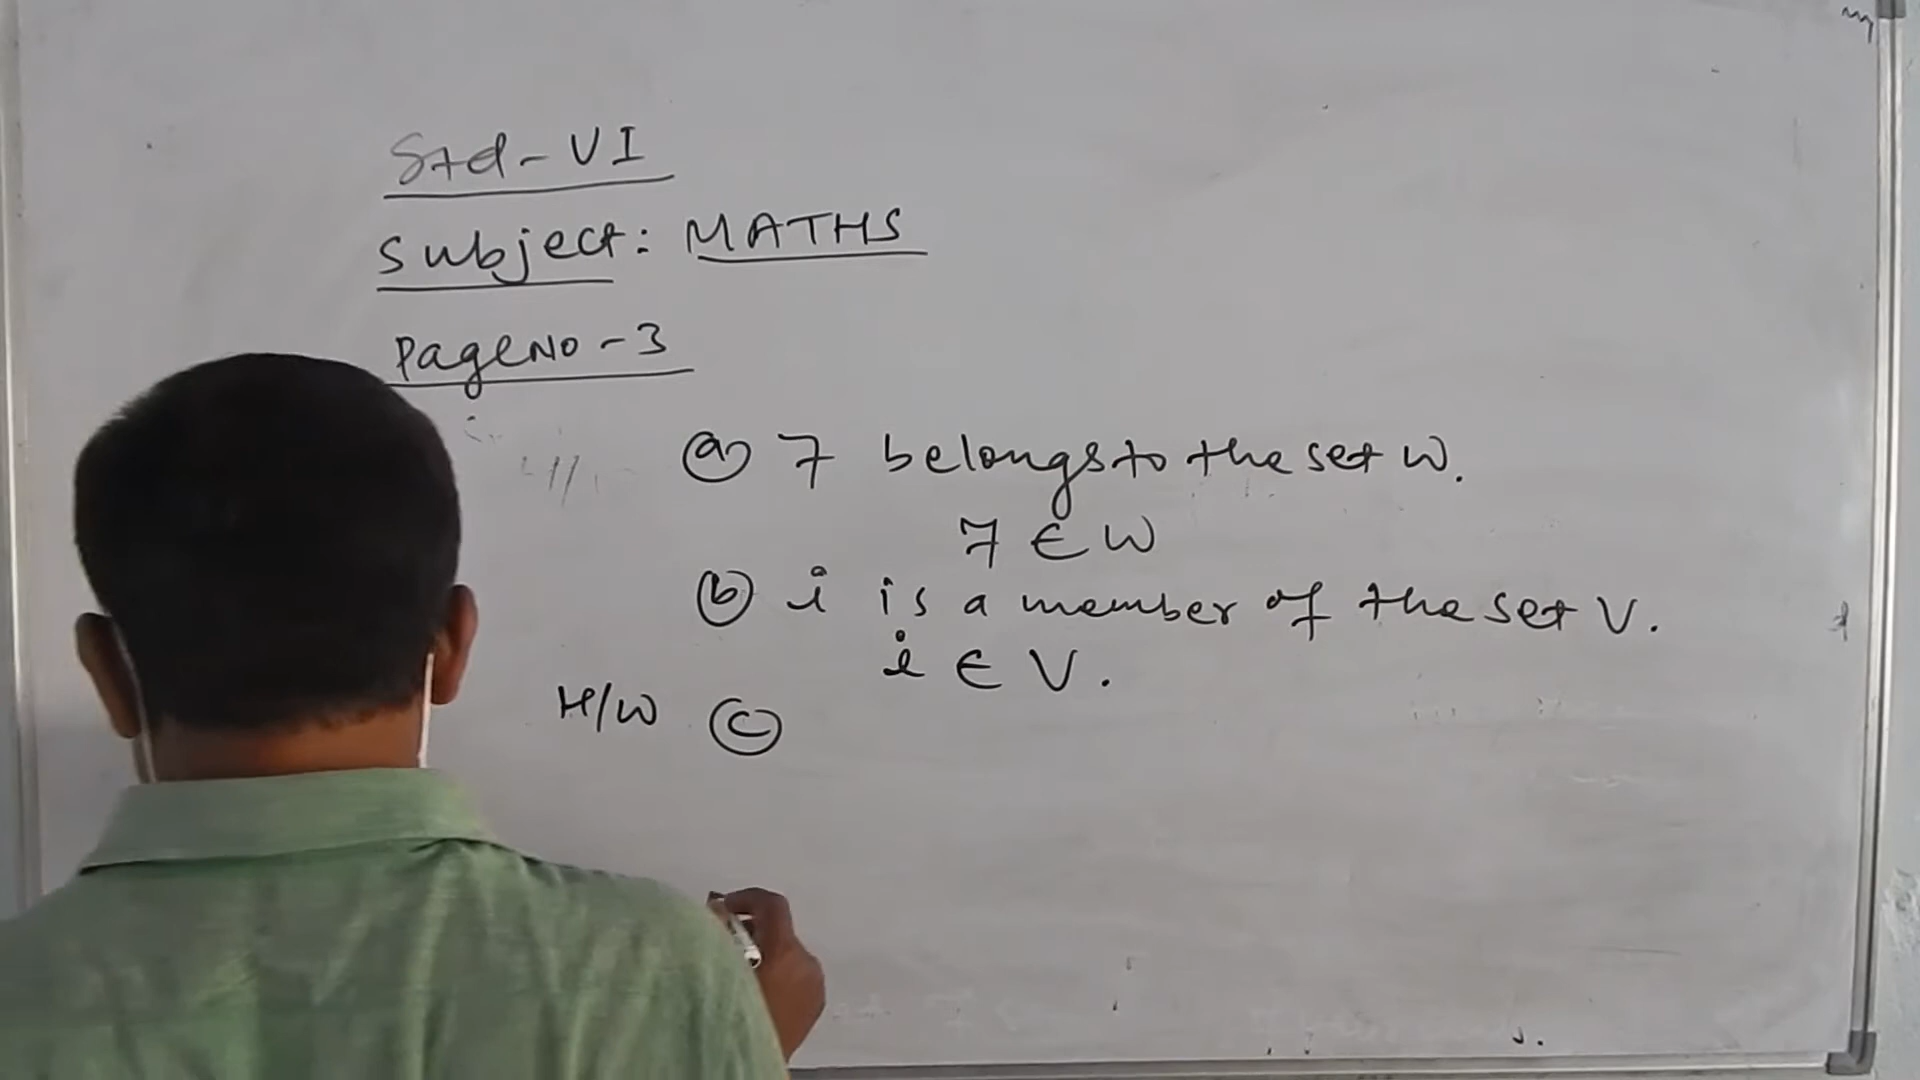 Std - VI
Subject: MATHS
Page NO - 3
(a) 7 belongs to the set W.
7 ∈ W
(b) i is a member of the set V.
i ∈ V.
H/W (c)